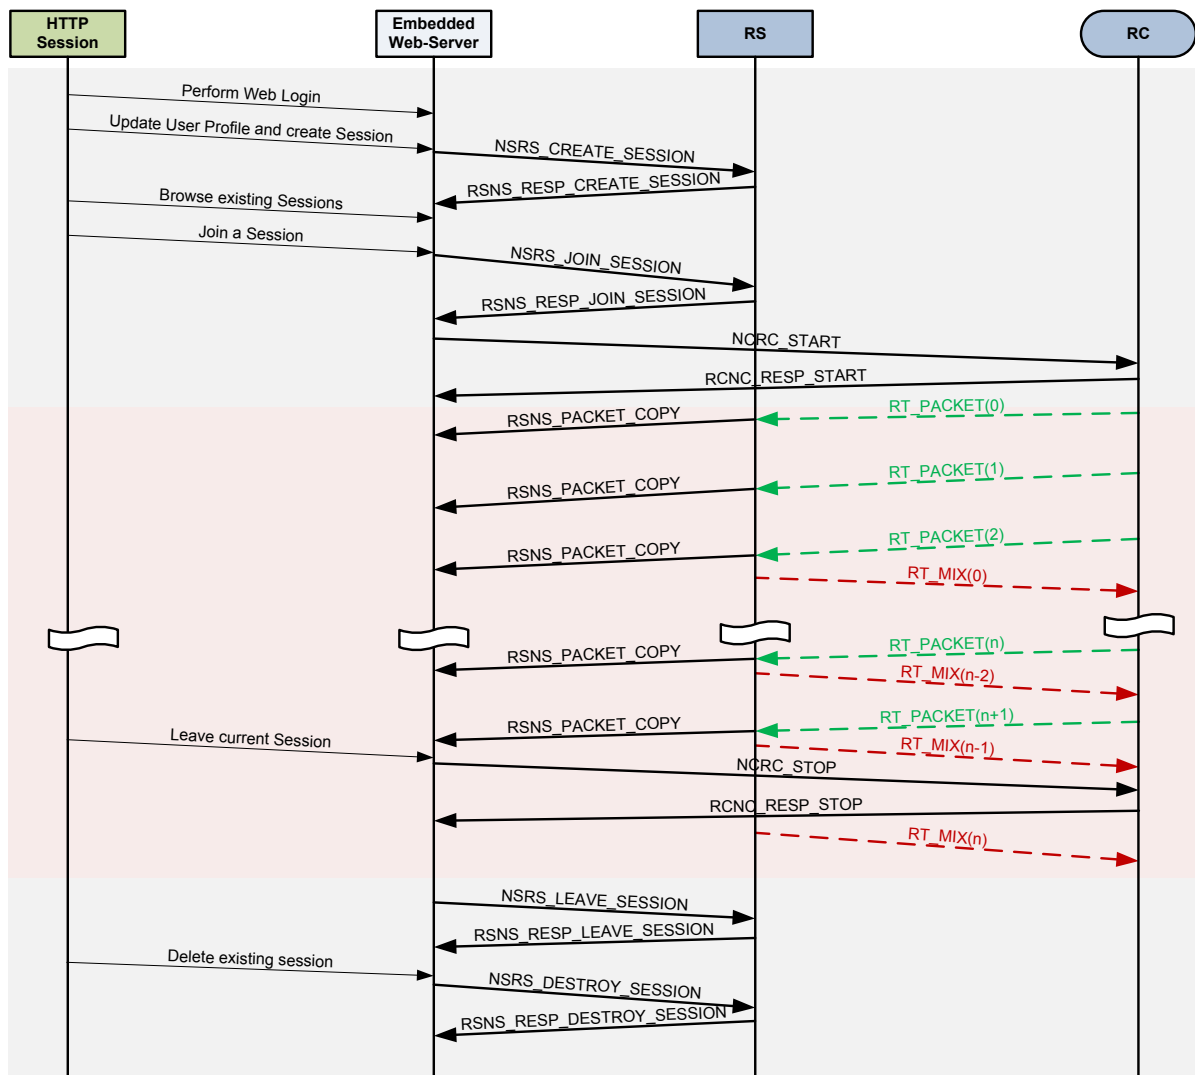 HTTP
Session
Embedded
Web-Server
RS
RC
Perform Web Login
Update User Profile and create Session
NSRS_CREATE_SESSION
RSNS_RESP_CREATE_SESSION
Browse existing Sessions
Join a Session
NSRS_JOIN_SESSION
RSNS_RESP_JOIN_SESSION
NCRC_START
RCNC_RESP_START
RT_PACKET(0)
RSNS_PACKET_COPY
RT_PACKET(1)
RSNS_PACKET_COPY
RT_PACKET(2)
RSNS_PACKET_COPY
RT_MIX(0)
RT_PACKET(n)
RSNS_PACKET_COPY
RT_MIX(n-2)
RT_PACKET(n+1)
RSNS_PACKET_COPY
Leave current Session
RT_MIX(n-1)
NCRC_STOP
RCNC_RESP_STOP
RT_MIX(n)
NSRS_LEAVE_SESSION
RSNS_RESP_LEAVE_SESSION
Delete existing session
NSRS_DESTROY_SESSION
RSNS_RESP_DESTROY_SESSION